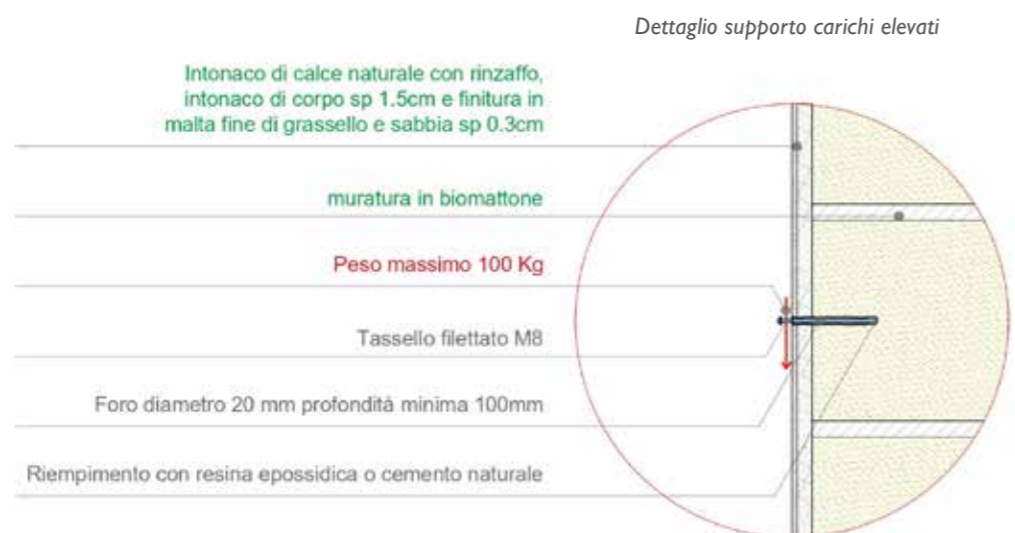 Dettaglio supporto carichi elevati
Intonaco di calce naturale con rinzaffo,
intonaco di corpo sp 1.5cm e finitura in
malta fine di grassello e sabbia sp 0.3cm
muratura in biomattone
Peso massimo 100 Kg
Tassello filettato M8
Foro diametro 20 mm profondità minima 100mm
Riempimento con resina epossidica o cemento naturale